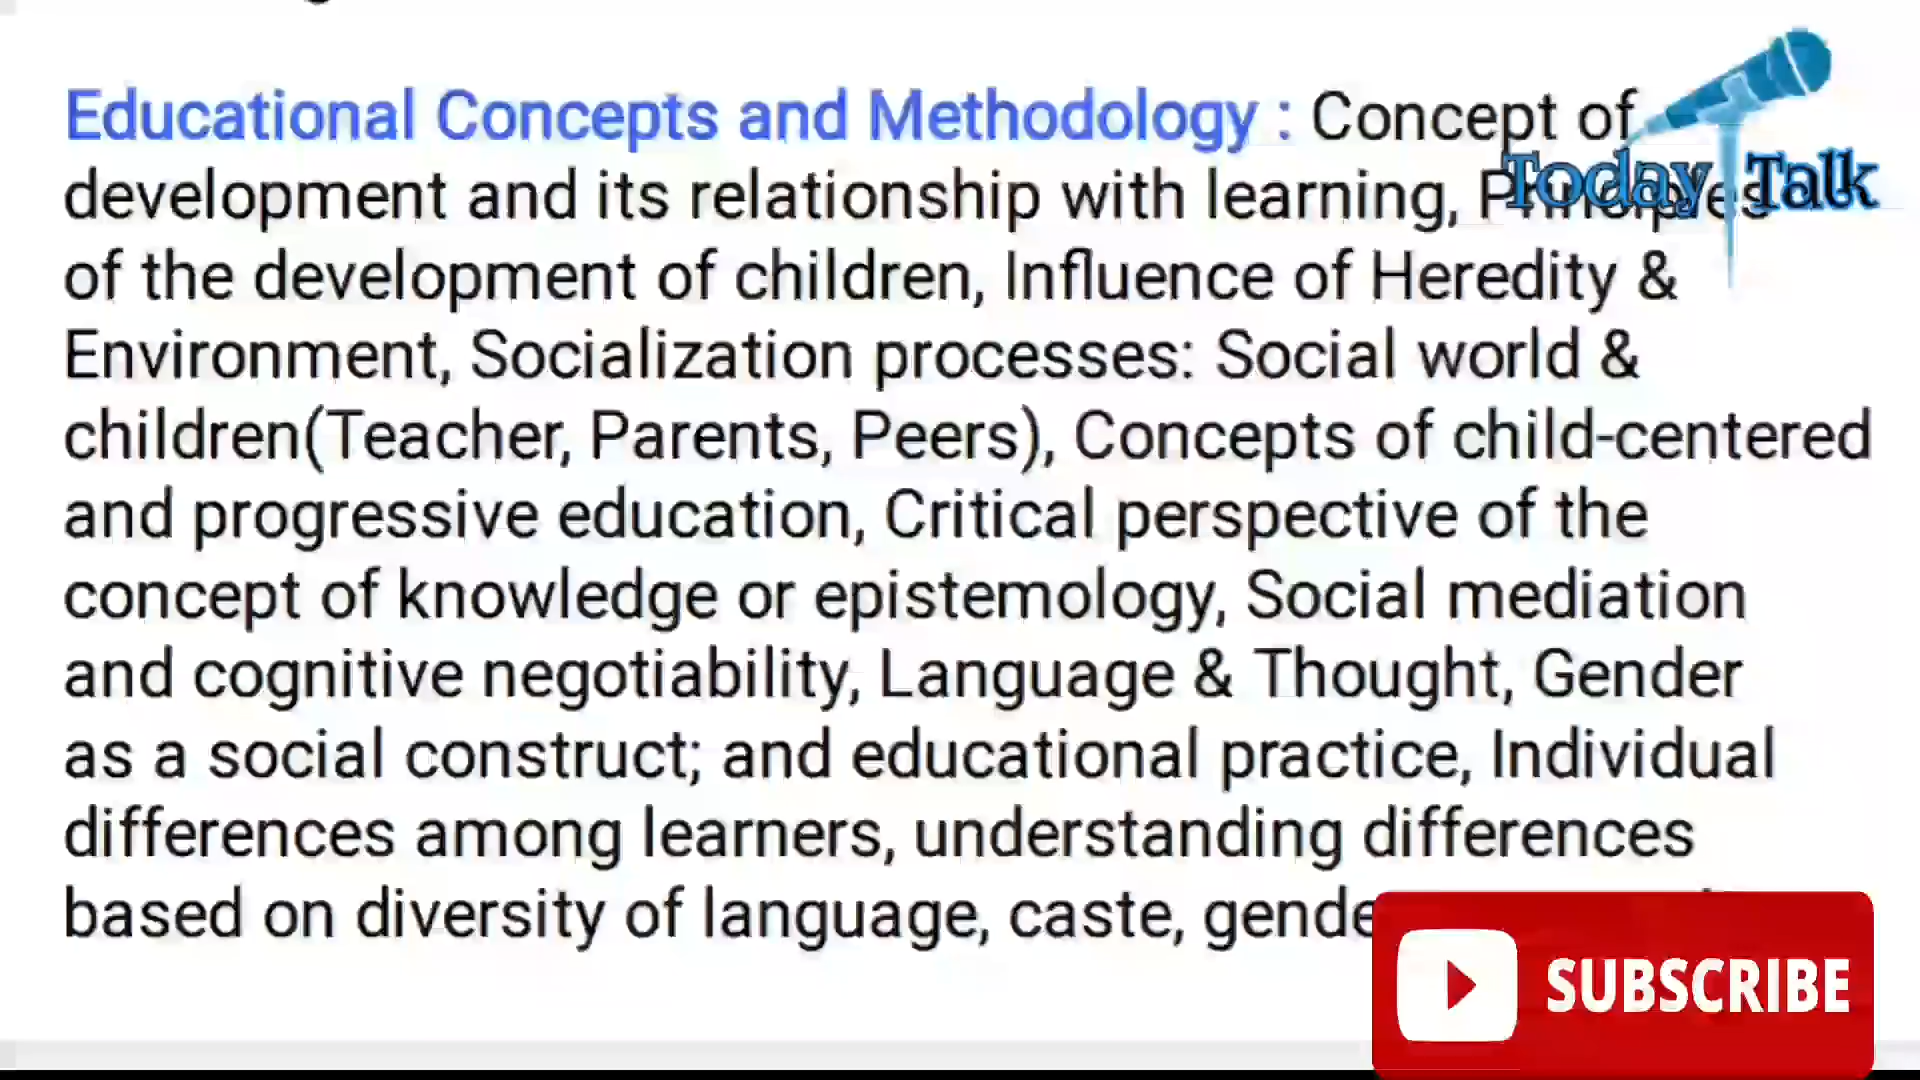 Educational Concepts and Methodology : Concept of
development and its relationship with learning, Principles
of the development of children, Influence of Heredity &
Environment, Socialization processes: Social world &
children(Teacher, Parents, Peers), Concepts of child-centered
and progressive education, Critical perspective of the
concept of knowledge or epistemology, Social mediation
and cognitive negotiability, Language & Thought, Gender
as a social construct; and educational practice, Individual
differences among learners, understanding differences
based on diversity of language, caste,
Today Talk
SUBSCRIBE